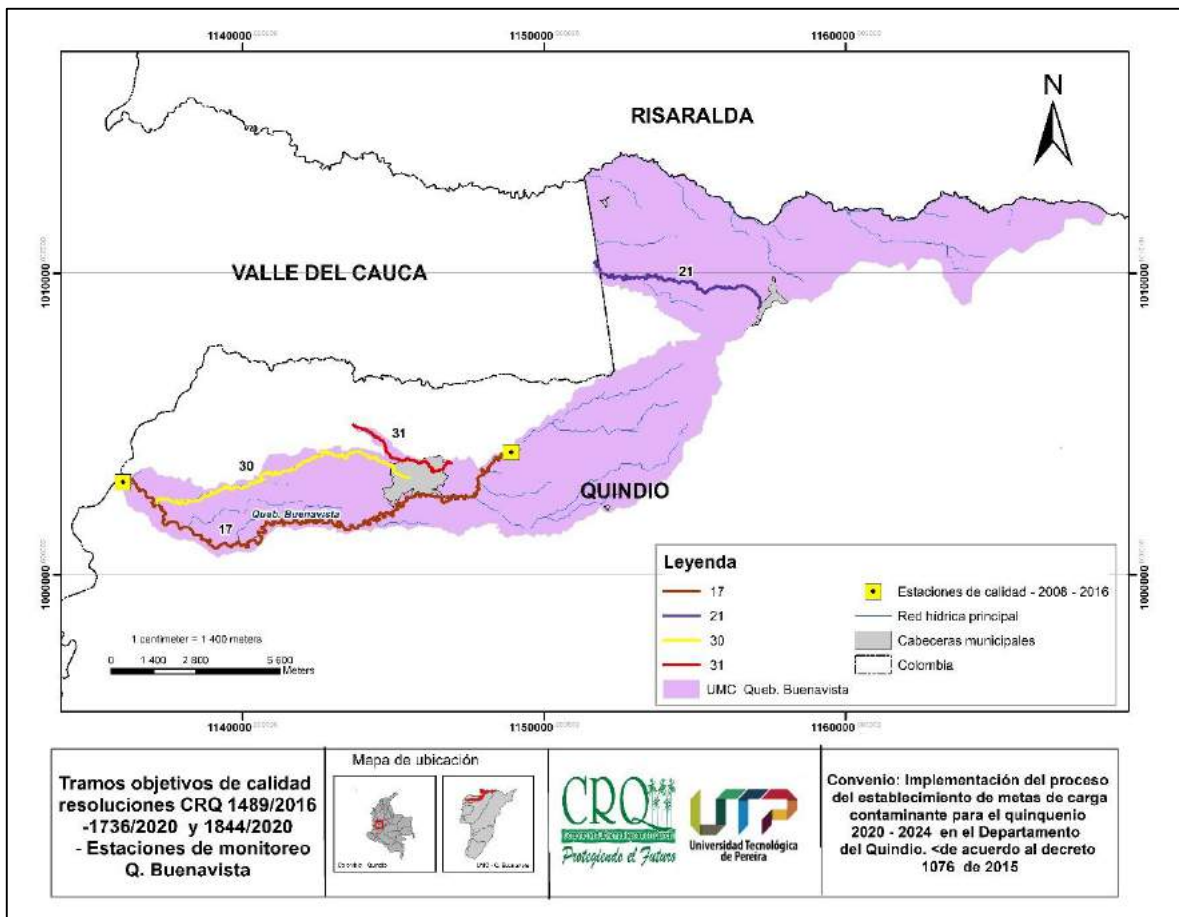 1140000
1150000
1160000
N
RISARALDA
VALLE DEL CAUCA
1010000
1010000
21
31
30
QUINDIO
17
Queb. Buenavista
1000000
1000000
Leyenda
17
21
30
31
UMC Queb. Buenavista
Estaciones de calidad - 2008 - 2016
Red hídrica principal
Cabeceras municipales
Colombia
1 centimeter = 1 400 meters
0 1 400 2 800 5 600
Meters
1140000
1150000
1160000
Tramos objetivos de calidad
resoluciones CRQ 1489/2016
-1736/2020 y 1844/2020
- Estaciones de monitoreo
Q. Buenavista
Mapa de ubicación
Colombia - Quindio
UMC - Q. Buenavista
CRQ
Protegiendo el Futuro
UTP
Universidad Tecnológica
de Pereira
Convenio: Implementación del proceso
del establecimiento de metas de carga
contaminante para el quinquenio
2020 - 2024 en el Departamento
del Quindio. <de acuerdo al decreto
1076 de 2015